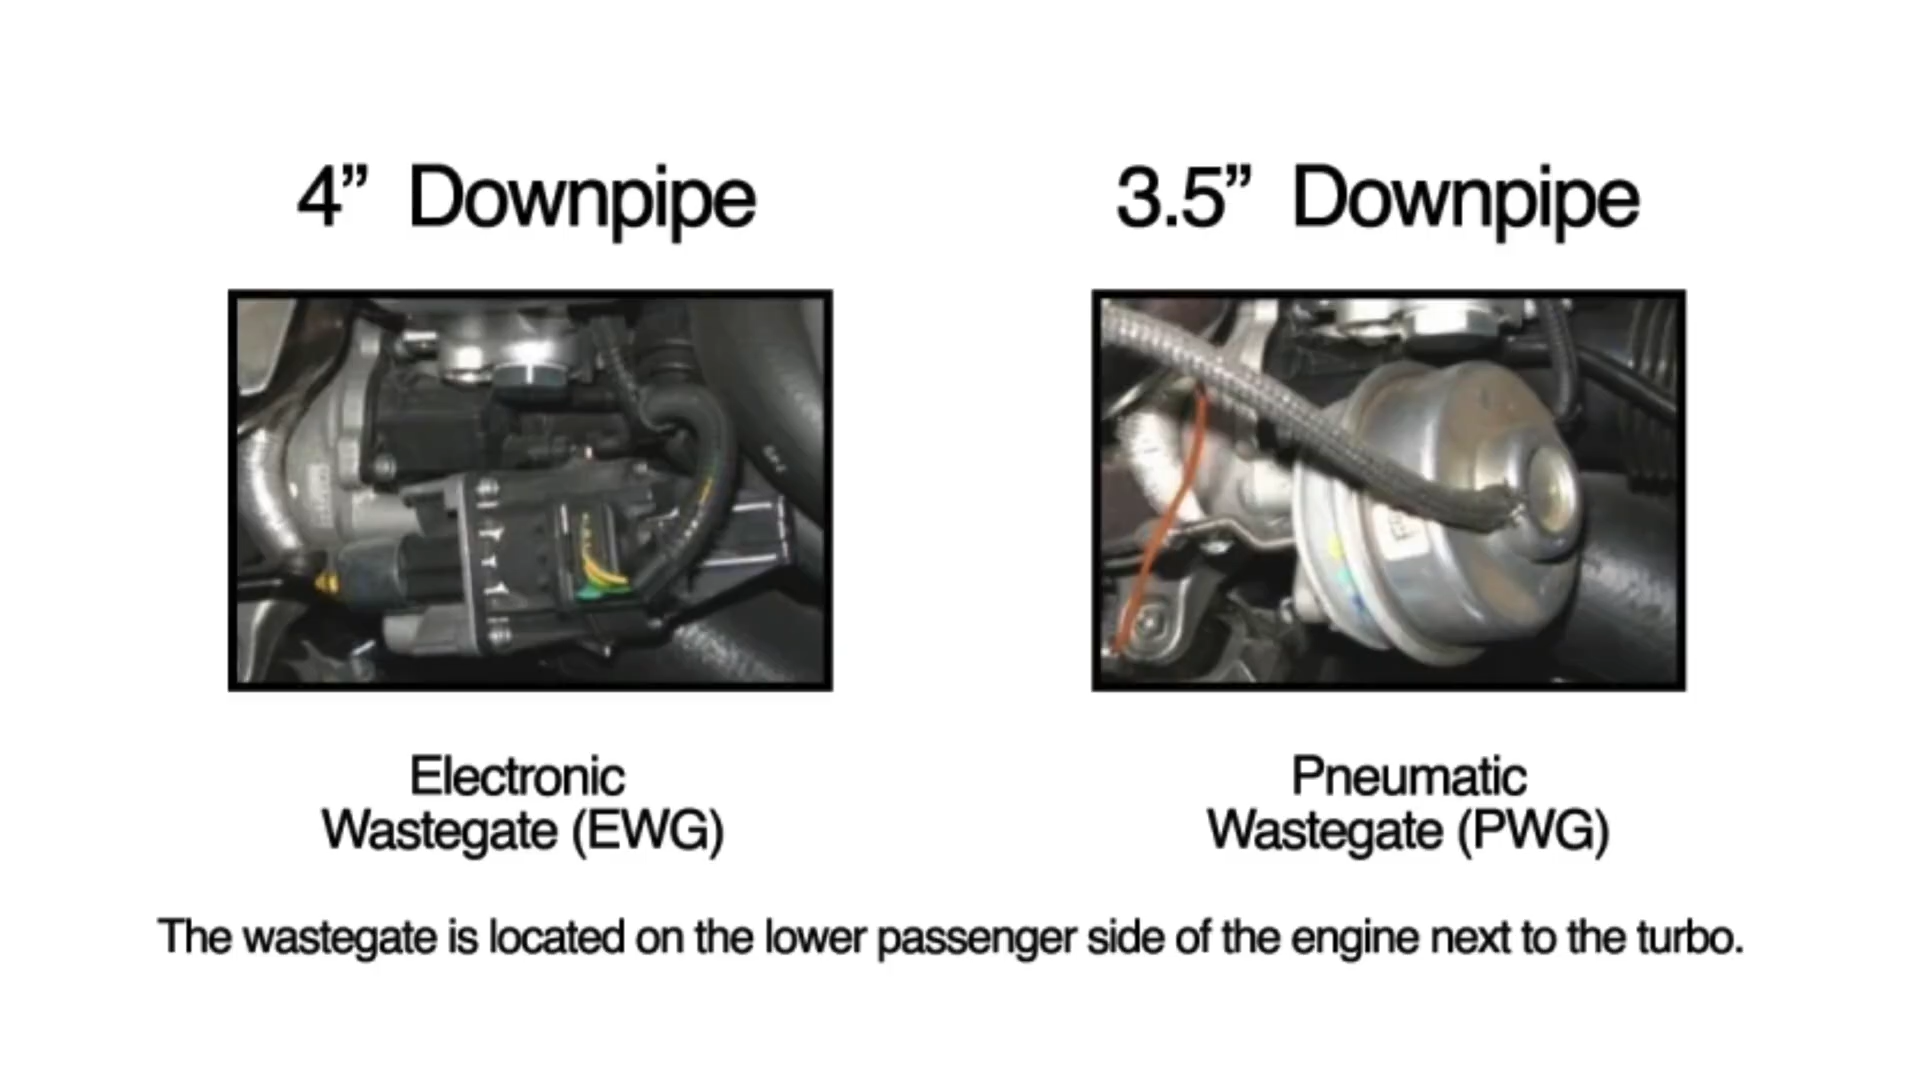 4” Downpipe
3.5” Downpipe
Electronic
Wastegate (EWG)
Pneumatic
Wastegate (PWG)
The wastegate is located on the lower passenger side of the engine next to the turbo.